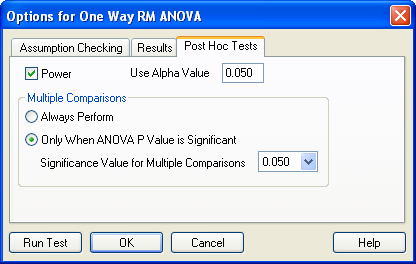 Options for One Way RM ANOVA
Assumption Checking Results Post Hoc Tests
Power Use Alpha Value 0.050
Multiple Comparisons
Always Perform
Only When ANOVA P Value is Significant
Significance Value for Multiple Comparisons 0.050
Run Test OK Cancel Help